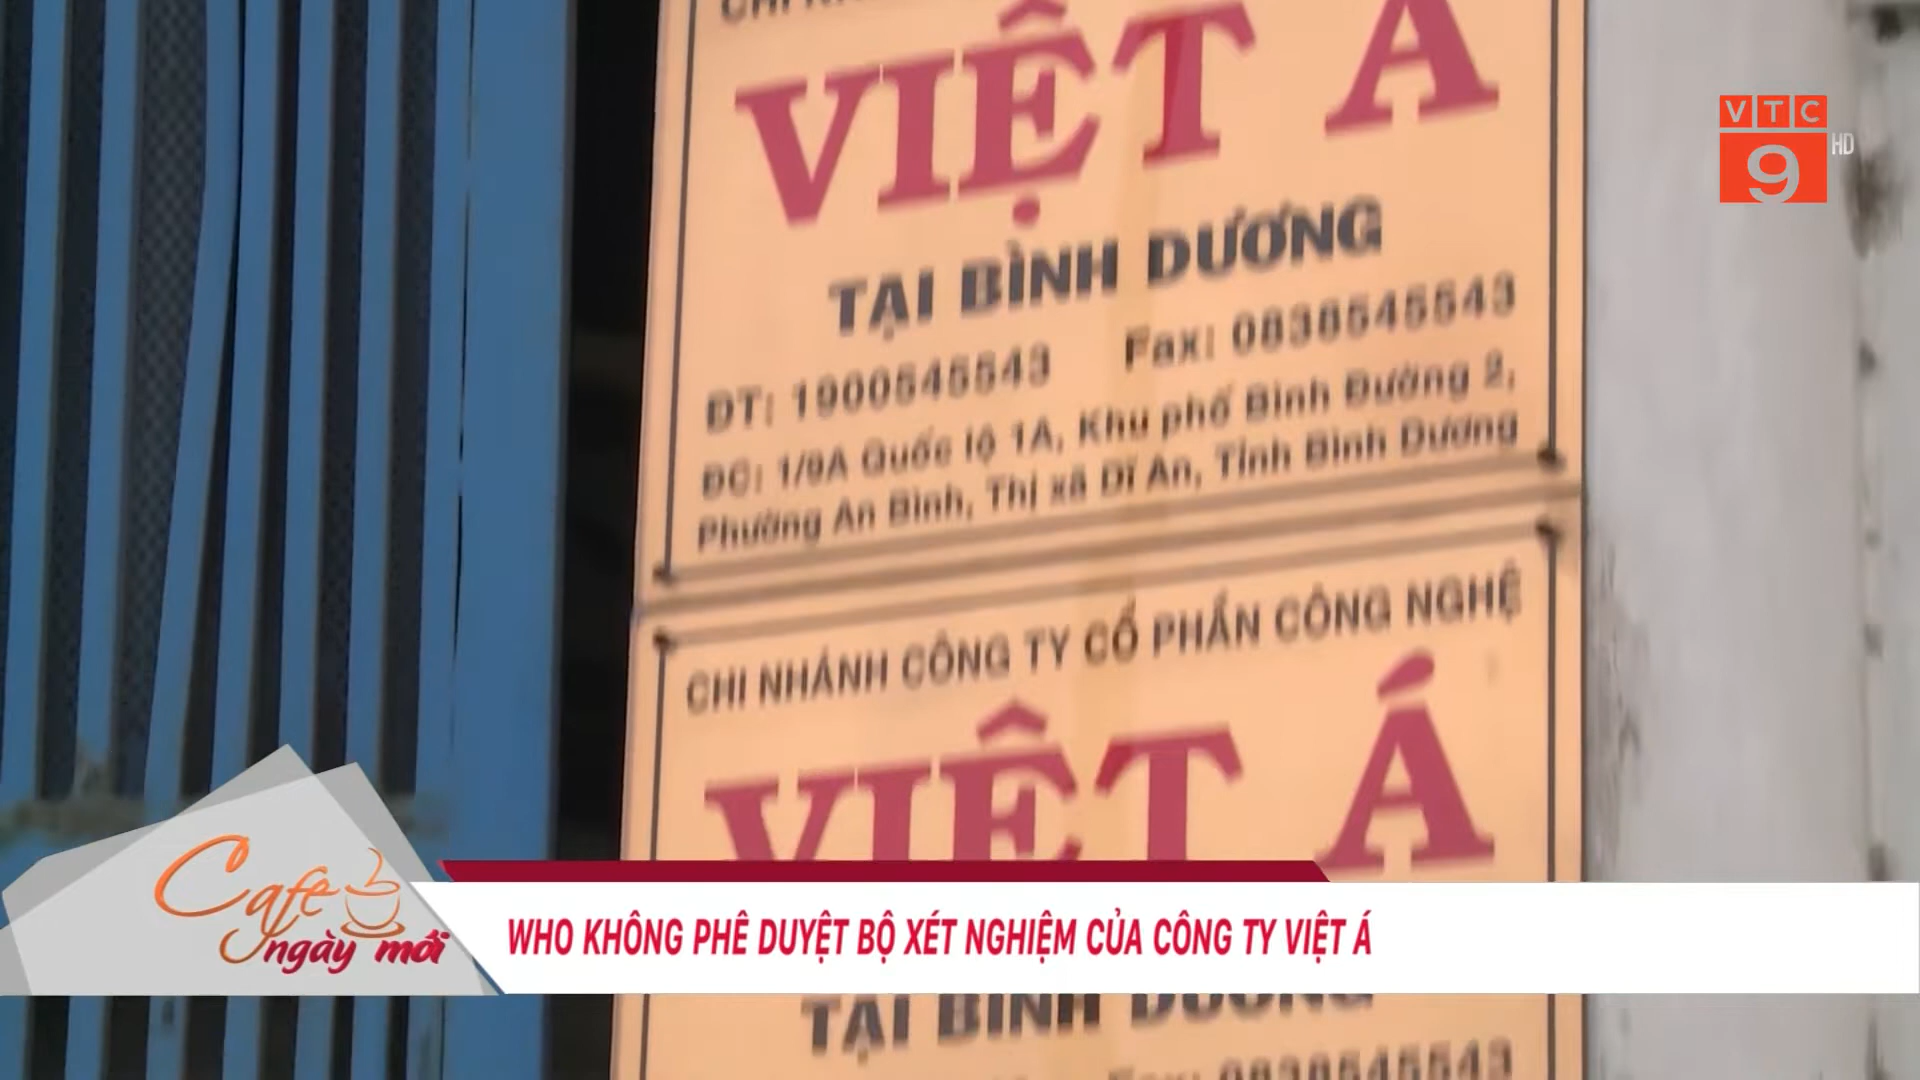 VIỆT Á
TẠI BÌNH DƯƠNG
ĐT: 1900545543 Fax: 0838545543
ĐC: 1/9A Quốc lộ 1A, Khu phố Bình Đường 2,
Phường An Bình, Thị xã Dĩ An, Tỉnh Bình Dương
CHI NHÁNH CÔNG TY CỔ PHẦN CÔNG NGHỆ
VIỆT Á
TẠI BÌNH DƯƠNG
Fax: 0838545543
VTC
9 HD
Cafe
ngày mới
WHO KHÔNG PHÊ DUYỆT BỘ XÉT NGHIỆM CỦA CÔNG TY VIỆT Á